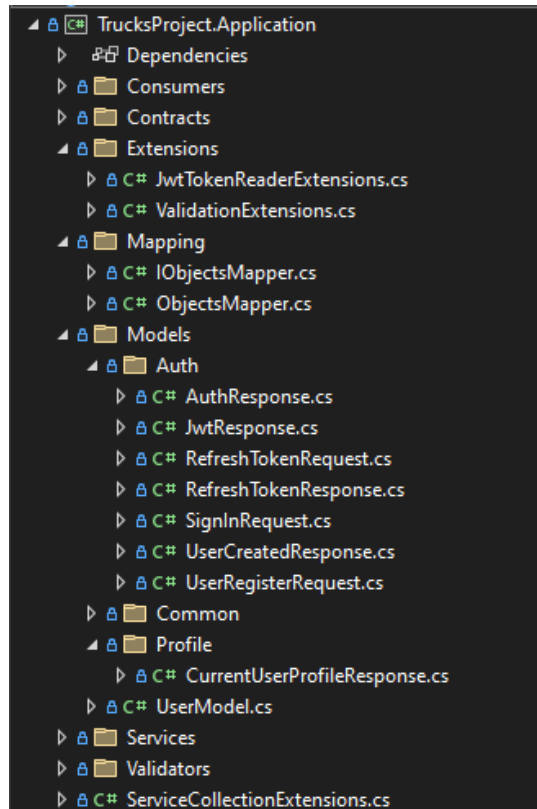 C# TrucksProject.Application
Dependencies
Consumers
Contracts
Extensions
C# JwtTokenReaderExtensions.cs
C# ValidationExtensions.cs
Mapping
C# IObjectsMapper.cs
C# ObjectsMapper.cs
Models
Auth
C# AuthResponse.cs
C# JwtResponse.cs
C# RefreshTokenRequest.cs
C# RefreshTokenResponse.cs
C# SignInRequest.cs
C# UserCreatedResponse.cs
C# UserRegisterRequest.cs
Common
Profile
C# CurrentUserProfileResponse.cs
C# UserModel.cs
Services
Validators
C# ServiceCollectionExtensions.cs